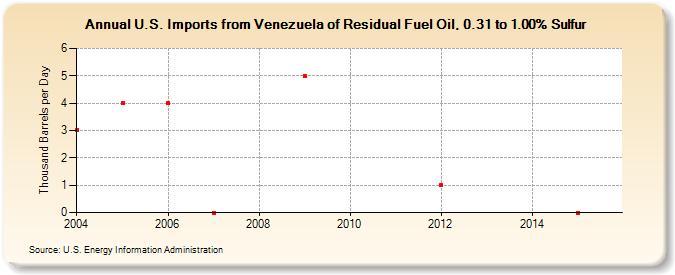 Annual U.S. Imports from Venezuela of Residual Fuel Oil, 0.31 to 1.00% Sulfur
Thousand Barrels per Day
6
5
4
3
2
1
0
2004 2006 2008 2010 2012 2014
Source: U.S. Energy Information Administration